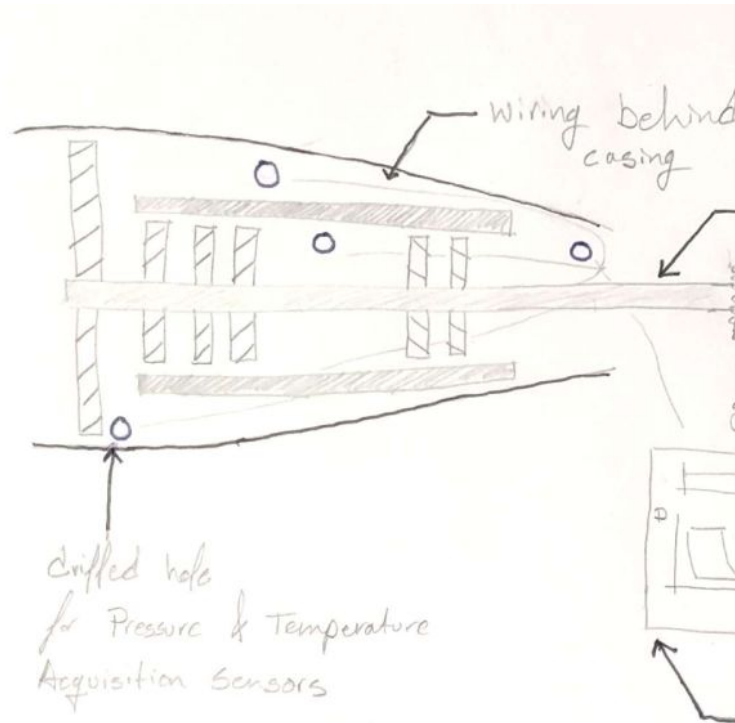 wiring behind
casing
drilled hole
for Pressure & Temperature
Acquisition sensors
D